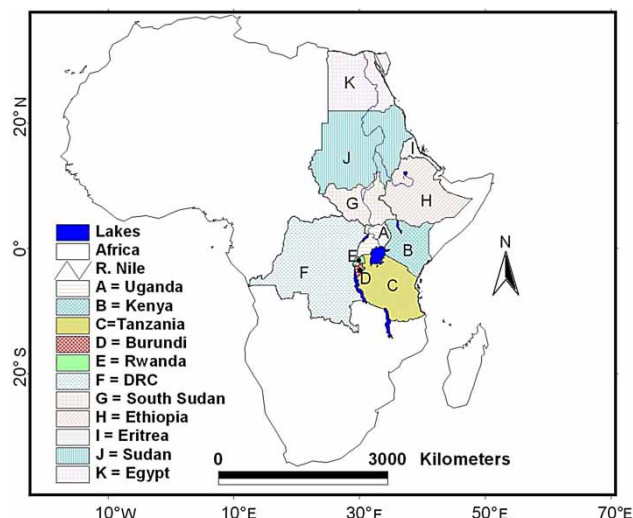 K
20°N
I
J
G
H
A
0°
E
B
D
F
C
N
Lakes
Africa
R. Nile
A = Uganda
B = Kenya
C=Tanzania
D = Burundi
E = Rwanda
F = DRC
G = South Sudan
H = Ethiopia
I = Eritrea
J = Sudan
K = Egypt
20°S
0 3000 Kilometers
10°W 10°E 30°E 50°E 70°E